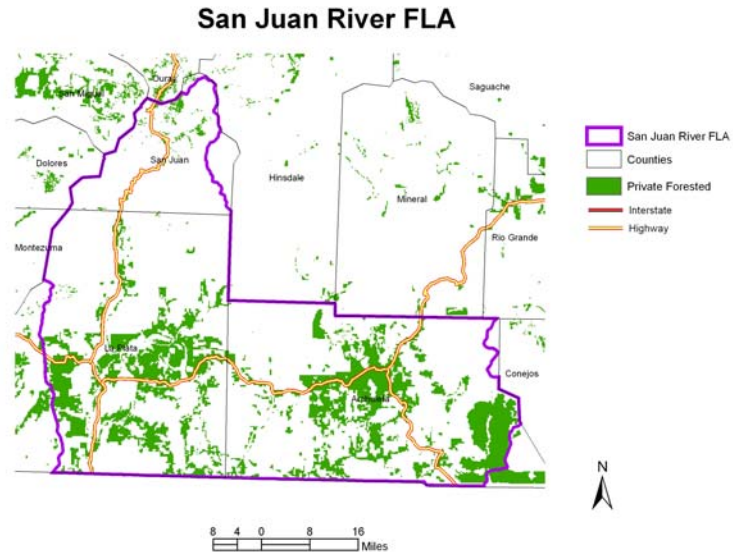 San Juan River FLA
Ouray
San Miguel
Saguache
Dolores
San Juan
Hinsdale
Mineral
Montezuma
Rio Grande
La Plata
Archuleta
Conejos
San Juan River FLA
Counties
Private Forested
Interstate
Highway
N
8 4 0 8 16
Miles